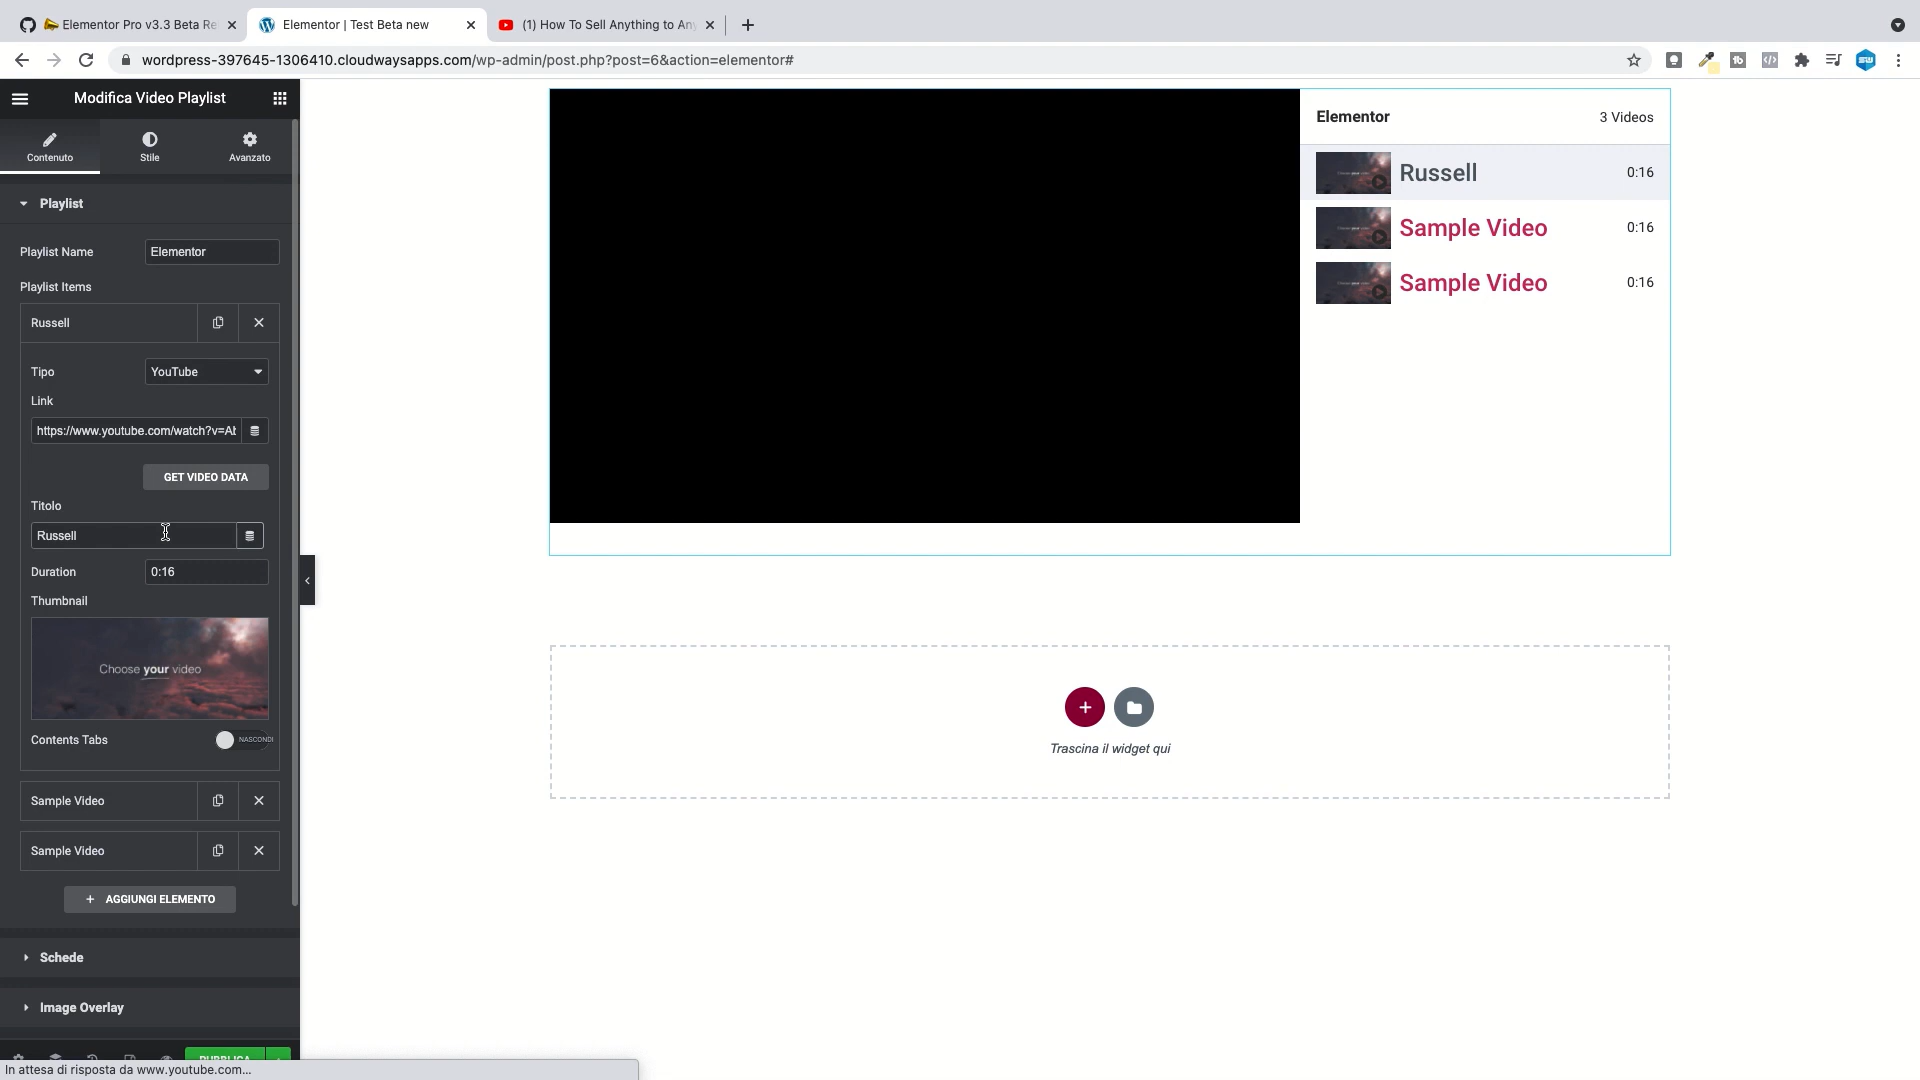 Elementor Pro v3.3 Beta Re
Elementor | Test Beta new
(1) How To Sell Anything to An
wordpress-397645-1306410.cloudwaysapps.com/wp-admin/post.php?post=6&action=elementor#
Modifica Video Playlist
Contenuto
Stile
Avanzato
Playlist
Playlist Name
Elementor
Playlist Items
Russell
Tipo
YouTube
Link
https://www.youtube.com/watch?v=At
GET VIDEO DATA
Titolo
Russell
Duration
0:16
Thumbnail
Choose your video
Contents Tabs
NASCONDI
Sample Video
Sample Video
+ AGGIUNGI ELEMENTO
Schede
Image Overlay
PUBBLICA
In attesa di risposta da www.youtube.com...
Elementor
3 Videos
Russell
0:16
Sample Video
0:16
Sample Video
0:16
Trascina il widget qui